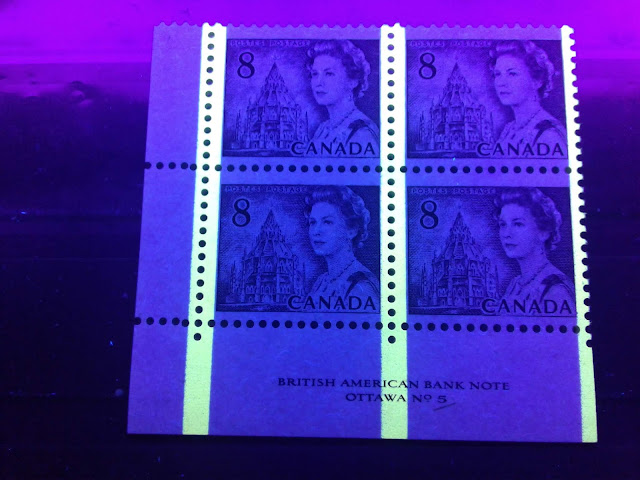 POSTES POSTAGE POSTES POSTAGE
8 8
CANADA CANADA
POSTES POSTAGE POSTES POSTAGE
8 8
CANADA CANADA
BRITISH AMERICAN BANK NOTE
OTTAWA Nº 5